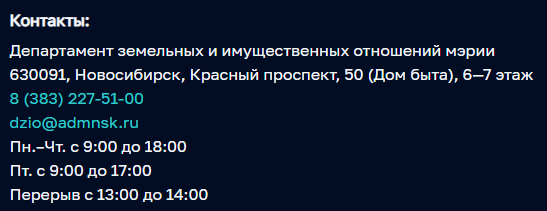 Контакты:
Департамент земельных и имущественных отношений мэрии
630091, Новосибирск, Красный проспект, 50 (Дом быта), 6—7 этаж
8 (383) 227-51-00
dzio@admnsk.ru
Пн.–Чт. с 9:00 до 18:00
Пт. с 9:00 до 17:00
Перерыв с 13:00 до 14:00